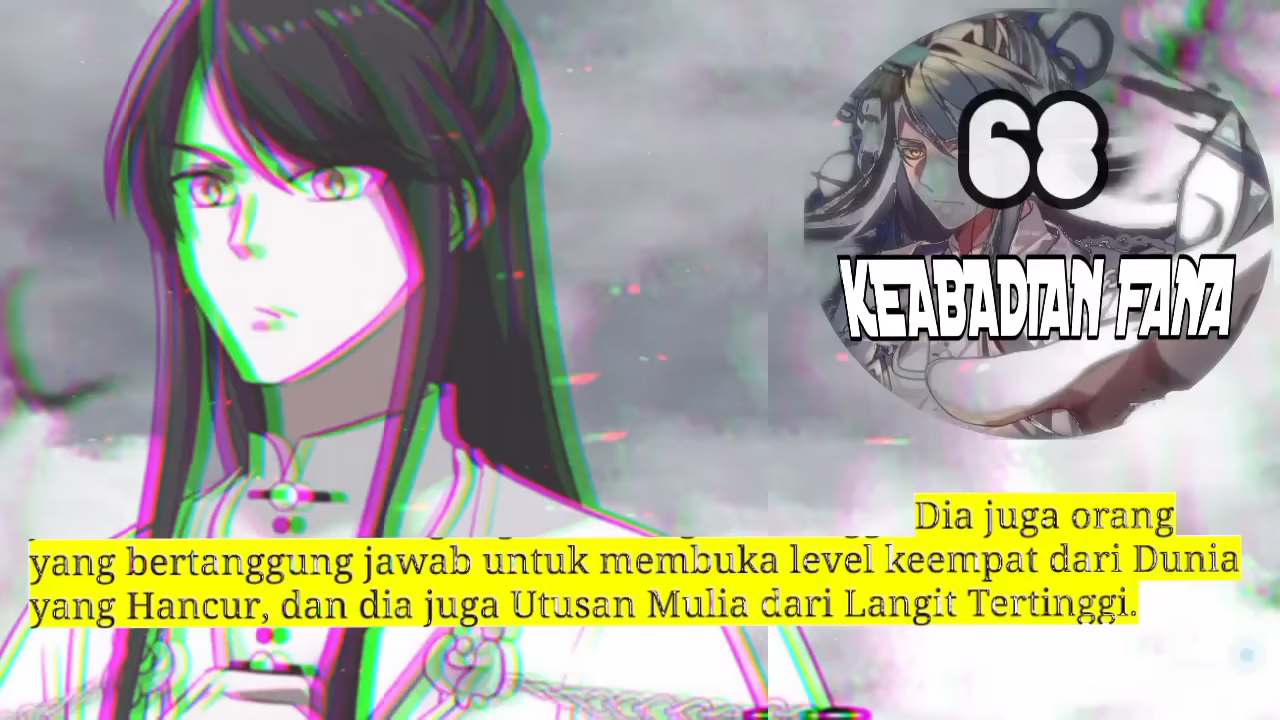 68
KEABADIAN FANA
Dia juga orang
yang bertanggung jawab untuk membuka level keempat dari Dunia
yang Hancur, dan dia juga Utusan Mulia dari Langit Tertinggi.